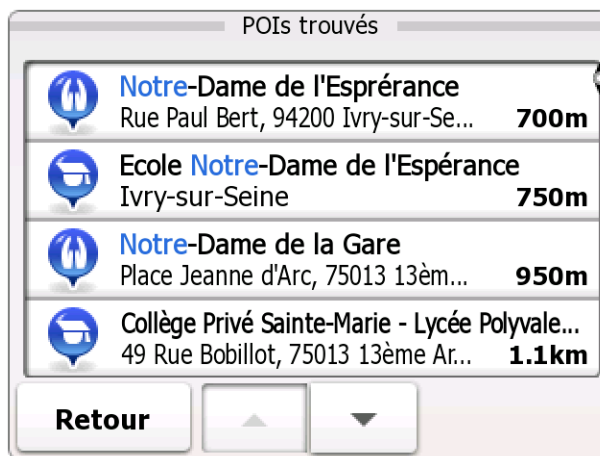 POIs trouvés
Notre-Dame de l'Esprérance
Rue Paul Bert, 94200 Ivry-sur-Se... 700m
Ecole Notre-Dame de l'Espérance
Ivry-sur-Seine 750m
Notre-Dame de la Gare
Place Jeanne d'Arc, 75013 13èm... 950m
Collège Privé Sainte-Marie - Lycée Polyvale...
49 Rue Bobillot, 75013 13ème Ar... 1.1km
Retour